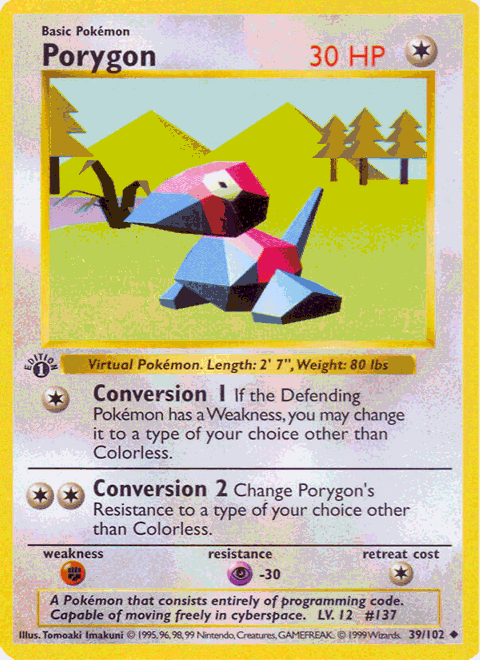 Basic Pokémon
Porygon 30 HP
EDITION
1
Virtual Pokémon. Length: 2' 7", Weight: 80 lbs
Conversion 1 If the Defending
Pokémon has a Weakness, you may change
it to a type of your choice other than
Colorless.
Conversion 2 Change Porygon's
Resistance to a type of your choice other
than Colorless.
weakness resistance retreat cost
-30
A Pokémon that consists entirely of programming code.
Capable of moving freely in cyberspace. LV. 12 #137
Illus. Tomoaki Imakuni © 1995, 96, 98, 99 Nintendo, Creatures, GAMEFREAK. © 1999 Wizards. 39/102